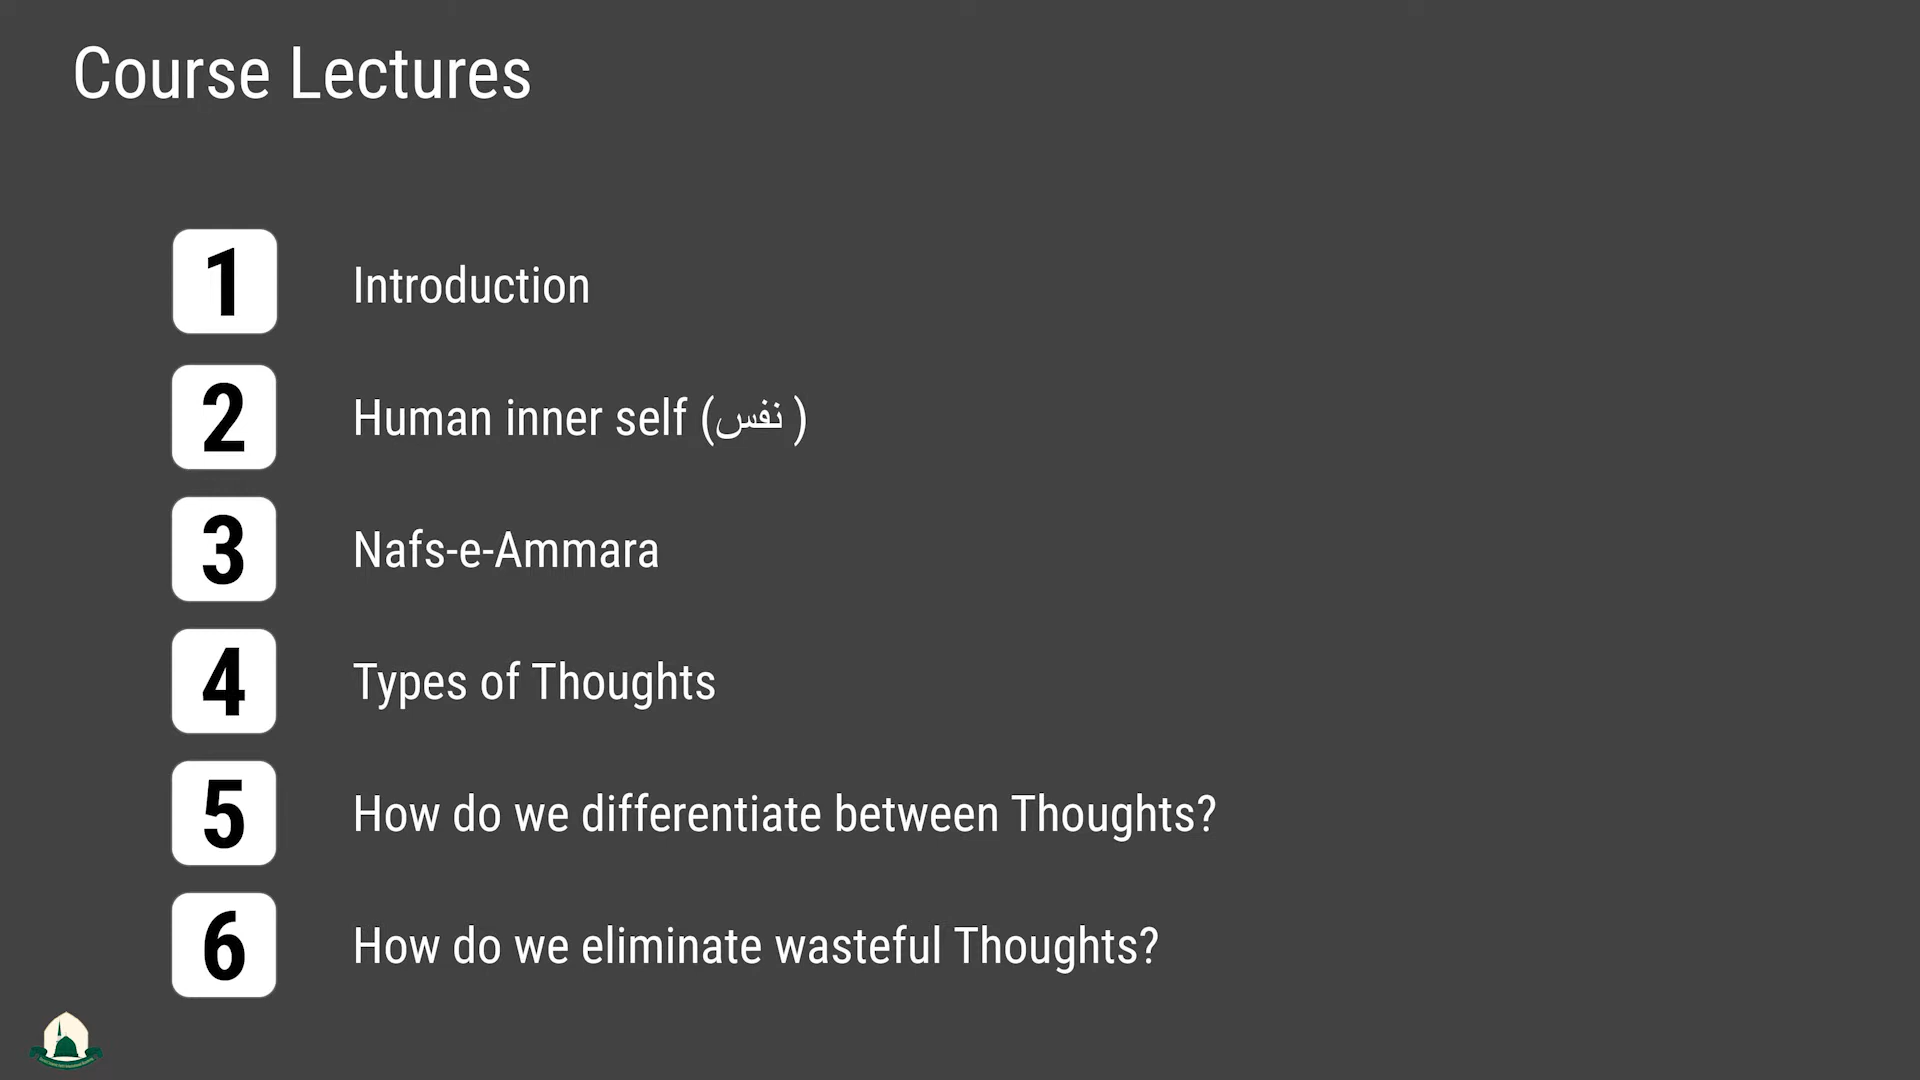 Course Lectures
1 Introduction
2 Human inner self (نفس )
3 Nafs-e-Ammara
4 Types of Thoughts
5 How do we differentiate between Thoughts?
6 How do we eliminate wasteful Thoughts?